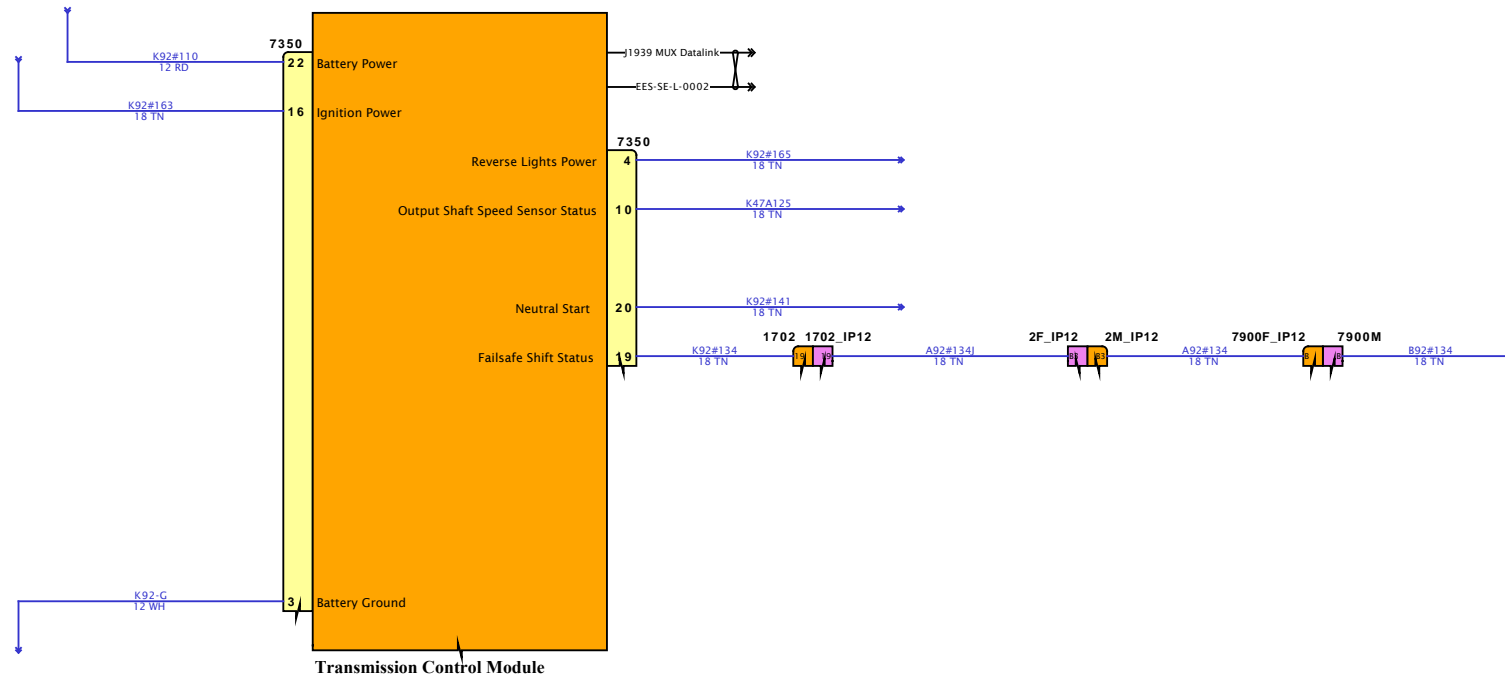 7350
K92#110
12 RD
22 Battery Power
K92#163
18 TN
16 Ignition Power
J1939 MUX Datalink
EES-SE-L-0002
7350
Reverse Lights Power 4
K92#165
18 TN
Output Shaft Speed Sensor Status 10
K47A125
18 TN
Neutral Start 20
K92#141
18 TN
Failsafe Shift Status 19
K92#134
18 TN
1702 1702_IP12
19 19
A92#134J
18 TN
2F_IP12 2M_IP12
B3 B3
A92#134
18 TN
7900F_IP12 7900M
B B
B92#134
18 TN
K92-G
12 WH
3 Battery Ground
Transmission Control Module